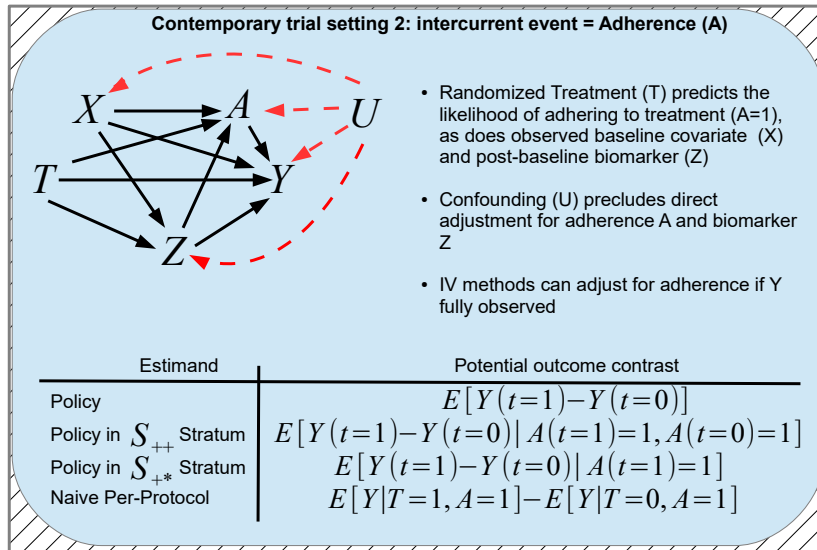 Contemporary trial setting 2: intercurrent event = Adherence (A)
X
A
U
T
Y
Z
• Randomized Treatment (T) predicts the
likelihood of adhering to treatment (A=1),
as does observed baseline covariate (X)
and post-baseline biomarker (Z)
• Confounding (U) precludes direct
adjustment for adherence A and biomarker
Z
• IV methods can adjust for adherence if Y
fully observed
Estimand Potential outcome contrast
Policy E[Y(t=1)−Y(t=0)]
Policy in S₊₊ Stratum E[Y(t=1)−Y(t=0)|A(t=1)=1,A(t=0)=1]
Policy in S₊* Stratum E[Y(t=1)−Y(t=0)|A(t=1)=1]
Naive Per-Protocol E[Y|T=1,A=1]−E[Y|T=0,A=1]